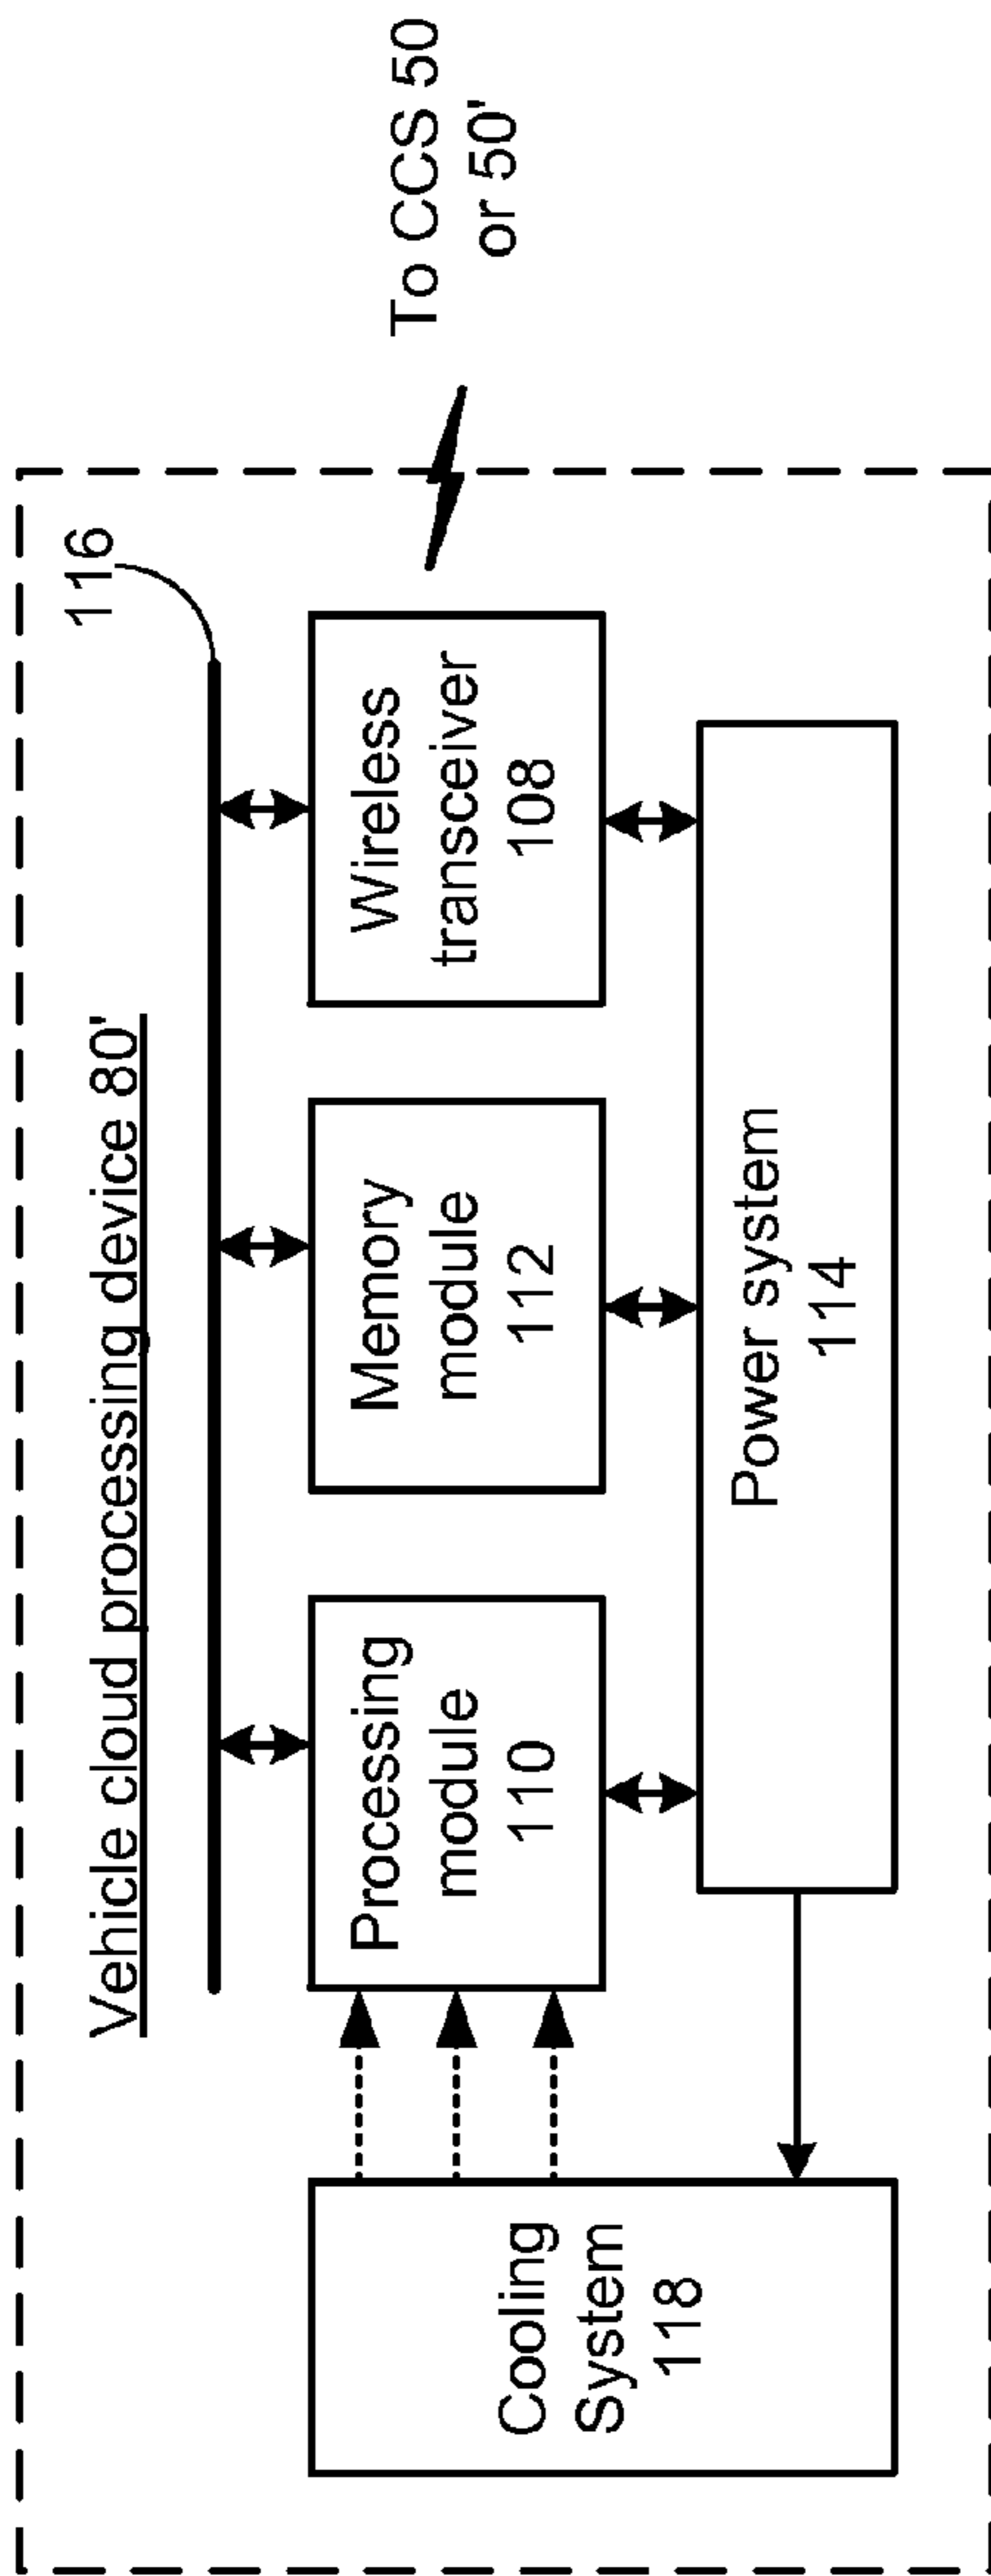 Vehicle cloud processing device 80'
116
To CCS 50
or 50'
Cooling
System
118
Processing
module
110
Memory
module
112
Wireless
transceiver
108
Power system
114